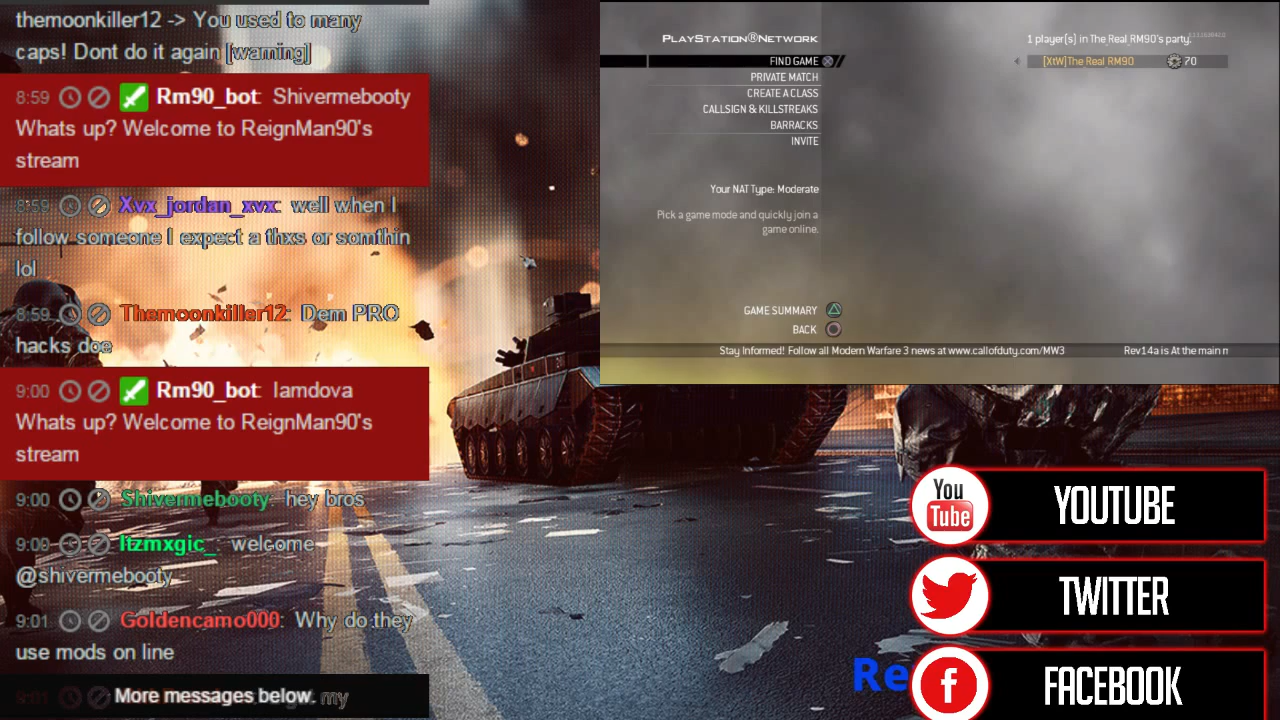 themoonkiller12 -> You used to many
caps! Dont do it again [warning]
8:59 Rm90_bot: Shivermebooty
Whats up? Welcome to ReignMan90's
stream
8:59 Xvx_jordan_xvx: well when I
follow someone I expect a thxs or somthin
lol
8:59 Themoonkiller12: Dem PRO
hacks doe
9:00 Rm90_bot: Iamdova
Whats up? Welcome to ReignMan90's
stream
9:00 Shivermebooty: hey bros
9:00 Itzmxgic_: welcome
@shivermebooty
9:01 Goldencamo000: Why do they
use mods on line
9:01 More messages below. my
PLAYSTATION®NETWORK
FIND GAME
PRIVATE MATCH
CREATE A CLASS
CALLSIGN & KILLSTREAKS
BARRACKS
INVITE
Your NAT Type: Moderate
Pick a game mode and quickly join a
game online.
GAME SUMMARY
BACK
1 player(s) in The Real RM90's party.
[XtW]The Real RM90 70
Stay Informed! Follow all Modern Warfare 3 news at www.callofduty.com/MW3 Rev14a is At the main m
You
Tube
YOUTUBE
TWITTER
Re
f FACEBOOK